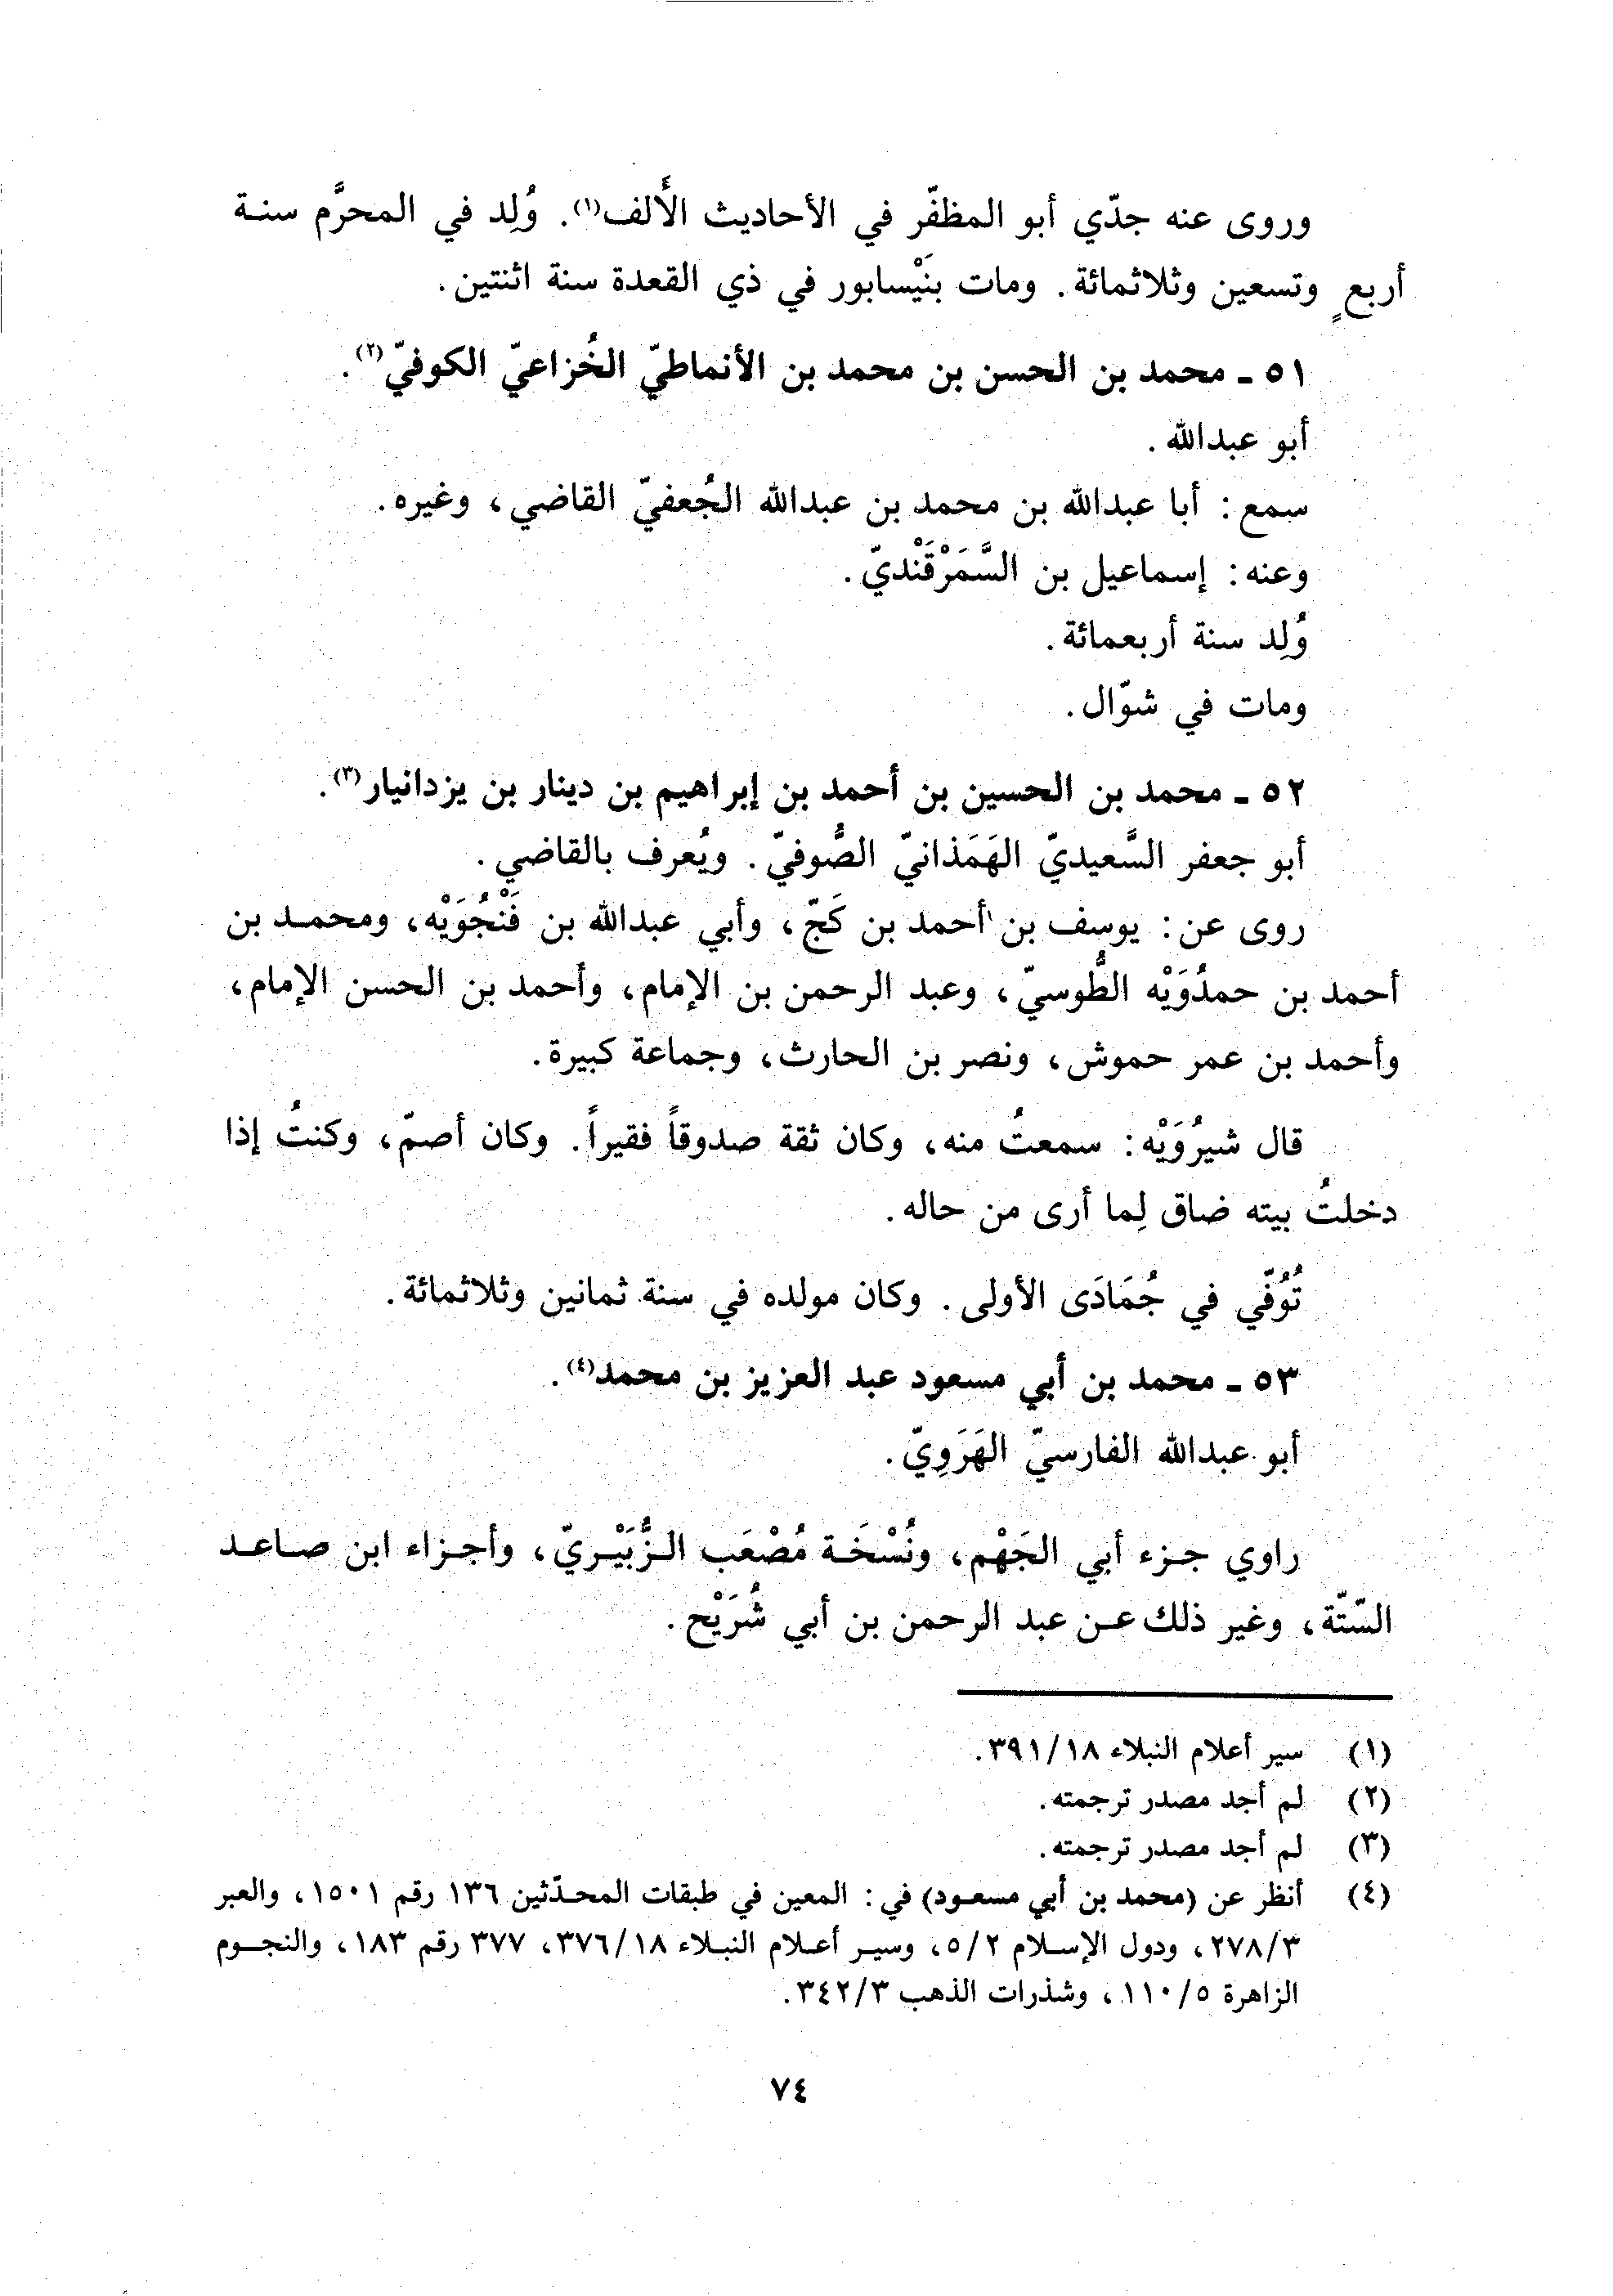 وروى عنه جدّي أبو المظفّر في الأحاديث الأَلف(١). وُلِد في المحرَّم سنة
أربعٍ وتسعين وثلاثمائة. ومات بنَيْسابور في ذي القعدة سنة اثنتين.
٥١ ـ محمد بن الحسن بن محمد بن الأنماطيّ الخُزاعيّ الكوفيّ(٢).
أبو عبدالله.
سمع: أبا عبدالله بن محمد بن عبدالله الجُعفيّ القاضي، وغيره.
وعنه: إسماعيل بن السَّمَرْقَنْديّ.
وُلِد سنة أربعمائة.
ومات في شوّال.
٥٢ ـ محمد بن الحسين بن أحمد بن إبراهيم بن دينار بن يزدانيار(٣).
أبو جعفر السَّعيديّ الهَمَذانيّ الصُّوفيّ. ويُعرف بالقاضي.
روى عن: يوسف بن أحمد بن كَجّ، وأبي عبدالله بن فَنْجُوَيْه، ومحمد بن
أحمد بن حمدُوَيْه الطُّوسيّ، وعبد الرحمن بن الإمام، وأحمد بن الحسن الإمام،
وأحمد بن عمر حموش، ونصر بن الحارث، وجماعة كبيرة.
قال شيرُوَيْه: سمعتُ منه، وكان ثقة صدوقاً فقيراً. وكان أصمّ، وكنتُ إذا
دخلتُ بيته ضاق لِما أرى من حاله.
تُوُفّي في جُمَادَى الأولى. وكان مولده في سنة ثمانين وثلاثمائة.
٥٣ ـ محمد بن أبي مسعود عبد العزيز بن محمد(٤).
أبو عبدالله الفارسيّ الهَرَوِيّ.
راوي جزء أبي الجَهْم، ونُسْخَة مُصْعَب الزُّبَيْريّ، وأجزاء ابن صاعد
السّتّة، وغير ذلك عن عبد الرحمن بن أبي شُرَيْح.
(١) سير أعلام النبلاء ٣٩١/١٨.
(٢) لم أجد مصدر ترجمته.
(٣) لم أجد مصدر ترجمته.
(٤) أنظر عن (محمد بن أبي مسعود) في: المعين في طبقات المحدّثين ١٣٦ رقم ١٥٠١، والعبر
٢٧٨/٣، ودول الإسلام ٥/٢، وسير أعلام النبلاء ٣٧٦/١٨، ٣٧٧ رقم ١٨٣، والنجوم
الزاهرة ١١٠/٥، وشذرات الذهب ٣٤٢/٣.
٧٤